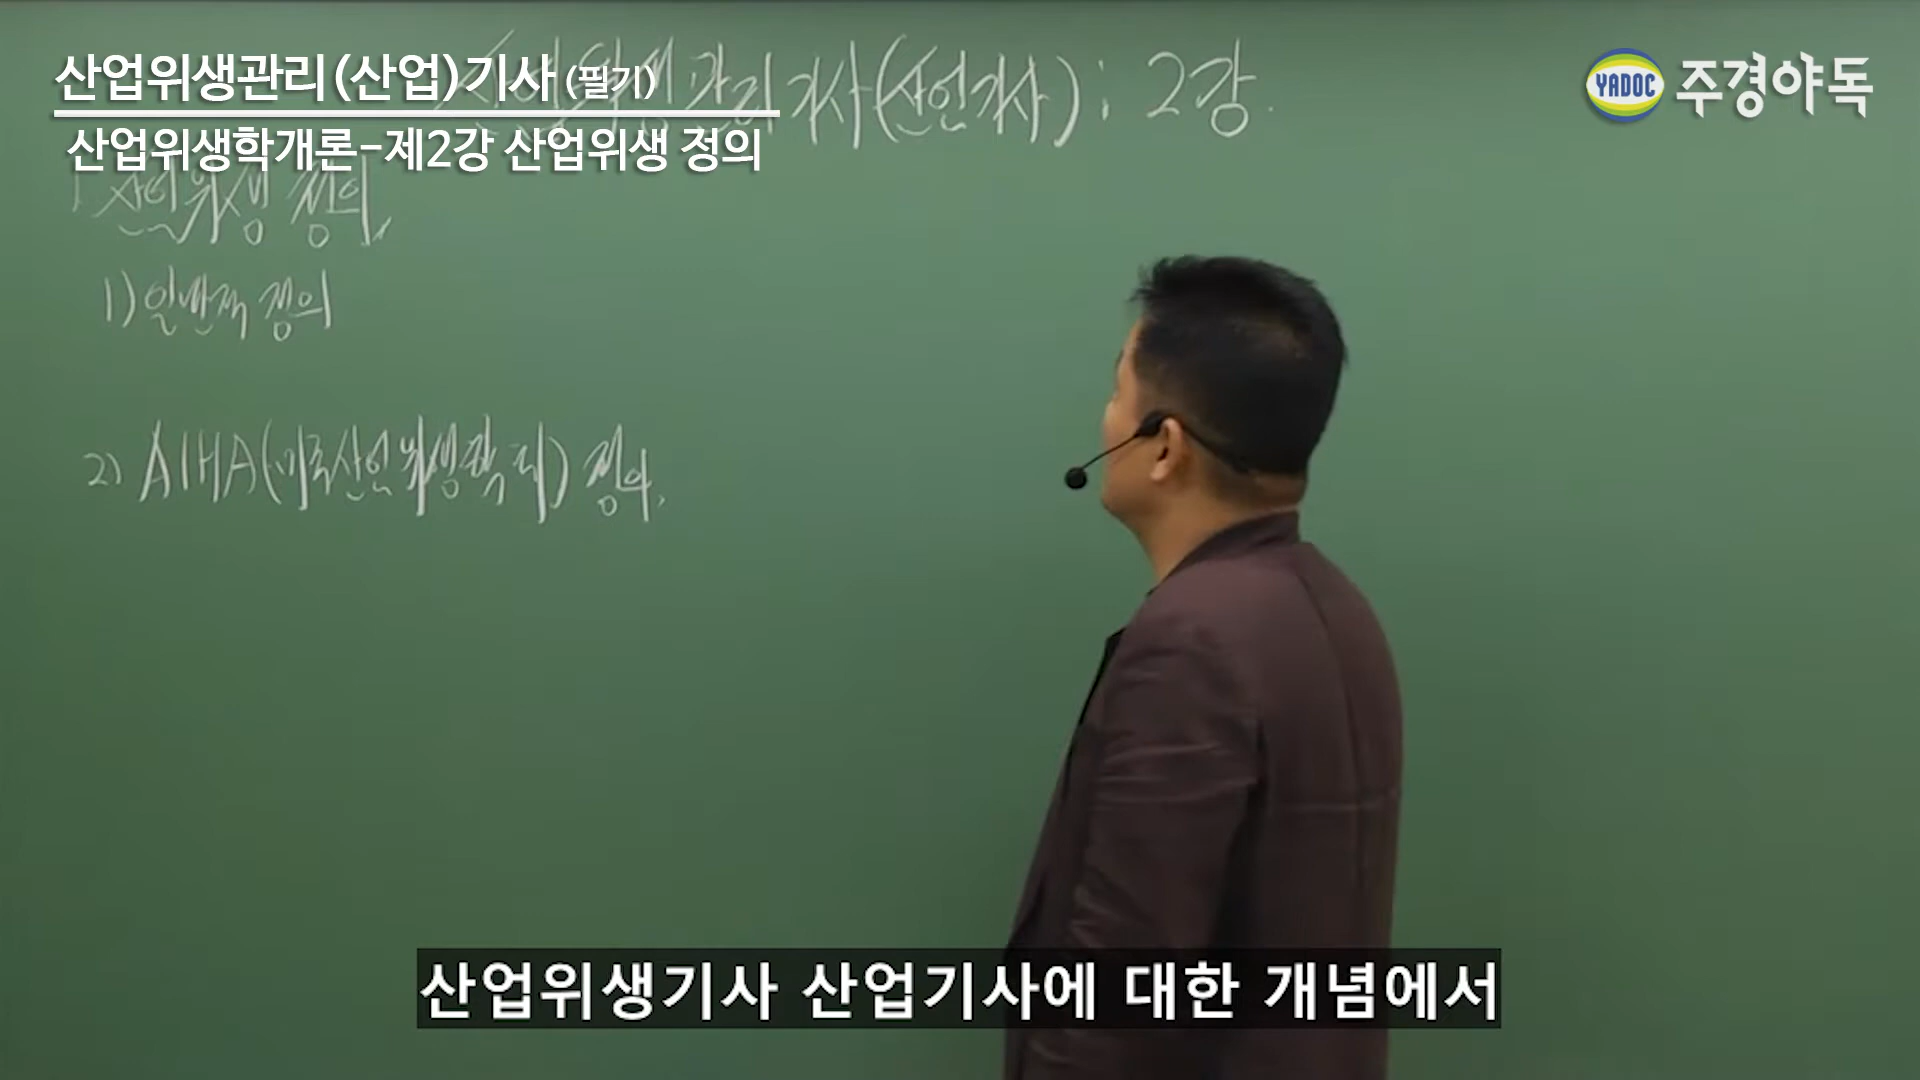 산업위생관리(산업)기사(필기)
산업위생학개론-제2강 산업위생 정의
YADOC 주경야독
관리기사(산업기사) : 2강.
1. 산업위생 정의
1) 일반적 정의
2) AIHA(미국산업위생학회) 정의.
산업위생기사 산업기사에 대한 개념에서